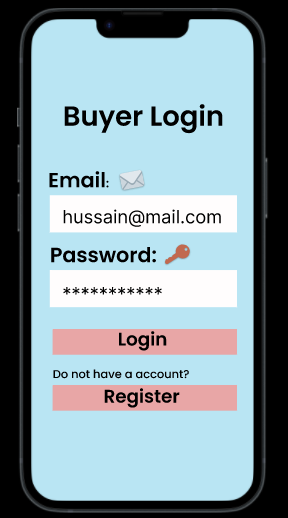 Buyer Login
Email:
hussain@mail.com
Password:
***********
Login
Do not have a account?
Register